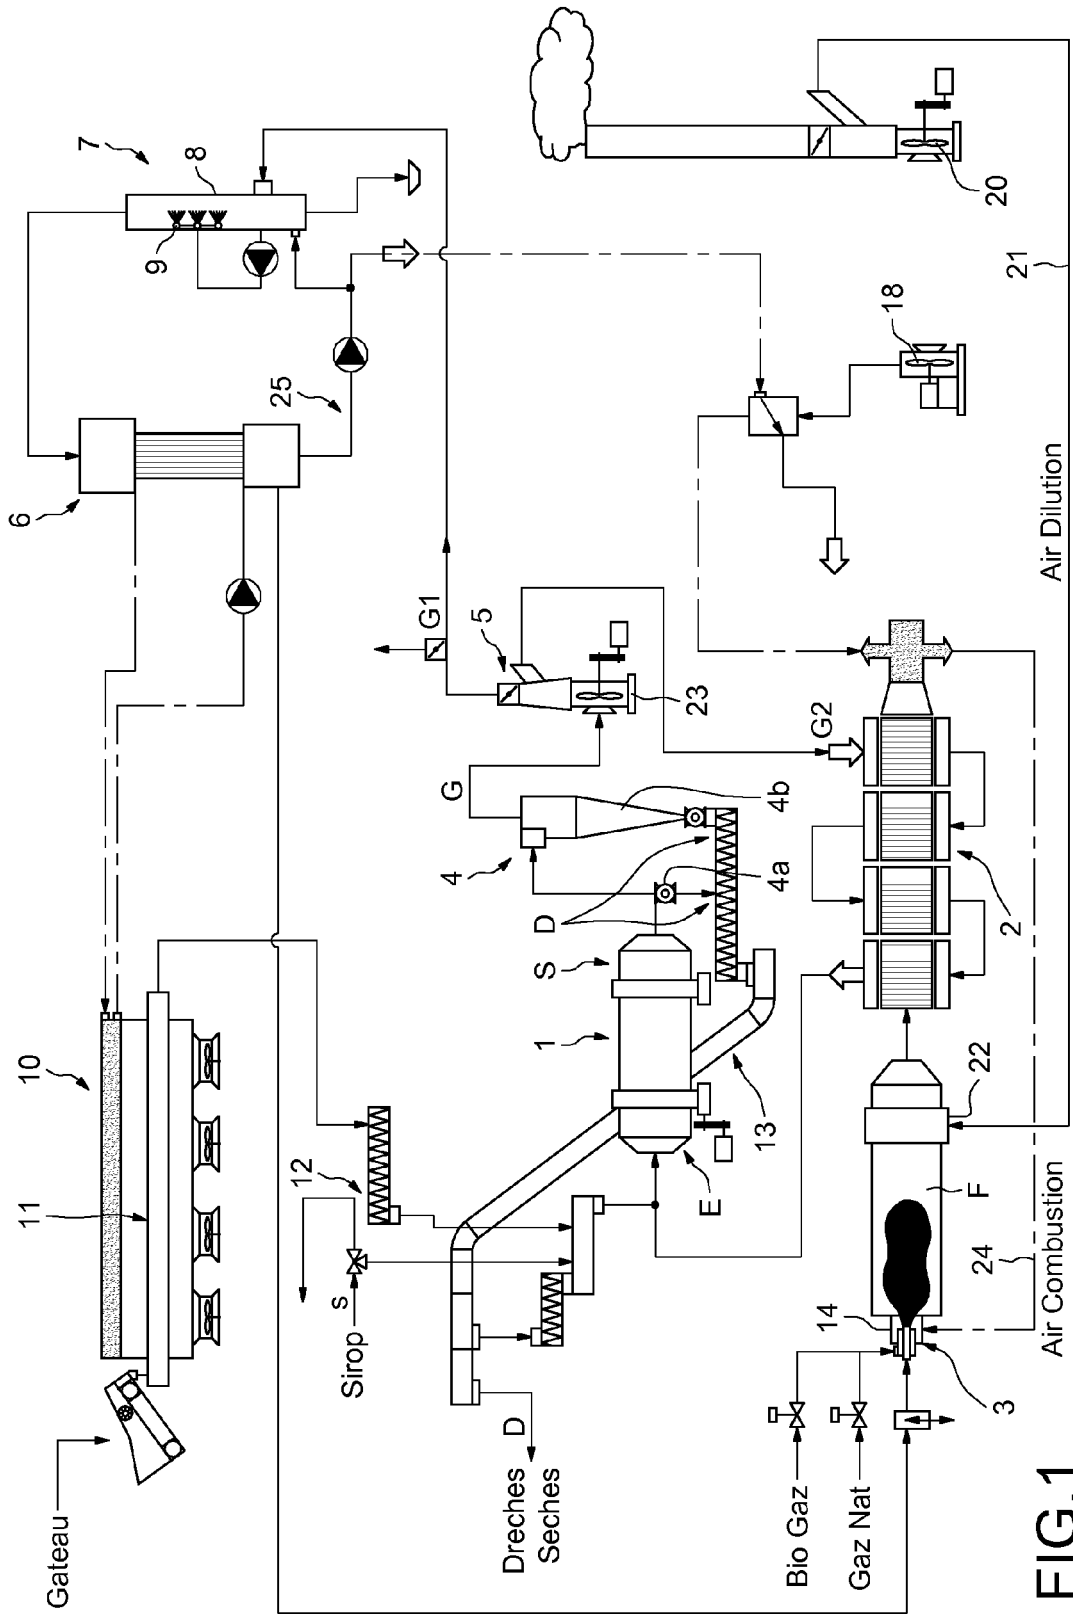 Gateau
11
10
6
7
9
8
25
12
s
Sirop
G1
G
4
5
D
Dreches
Seches
D
1
S
23
E
13
4a
4b
G2
Bio Gaz
14
Gaz Nat
18
3
24
F
22
2
20
21
Air Combustion
Air Dilution
FIG.1